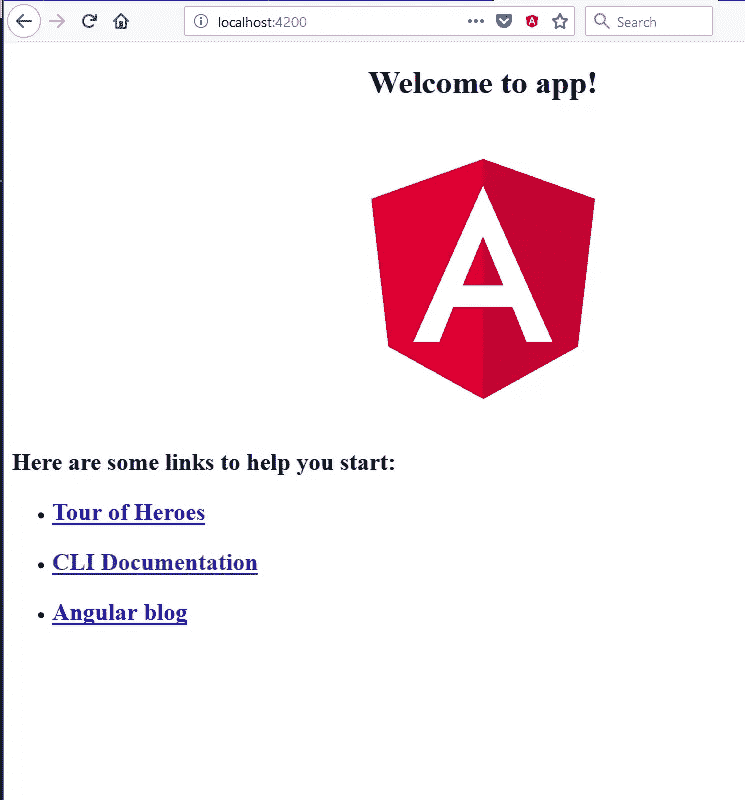 localhost:4200
Search
Welcome to app!
A
Here are some links to help you start:
Tour of Heroes
CLI Documentation
Angular blog